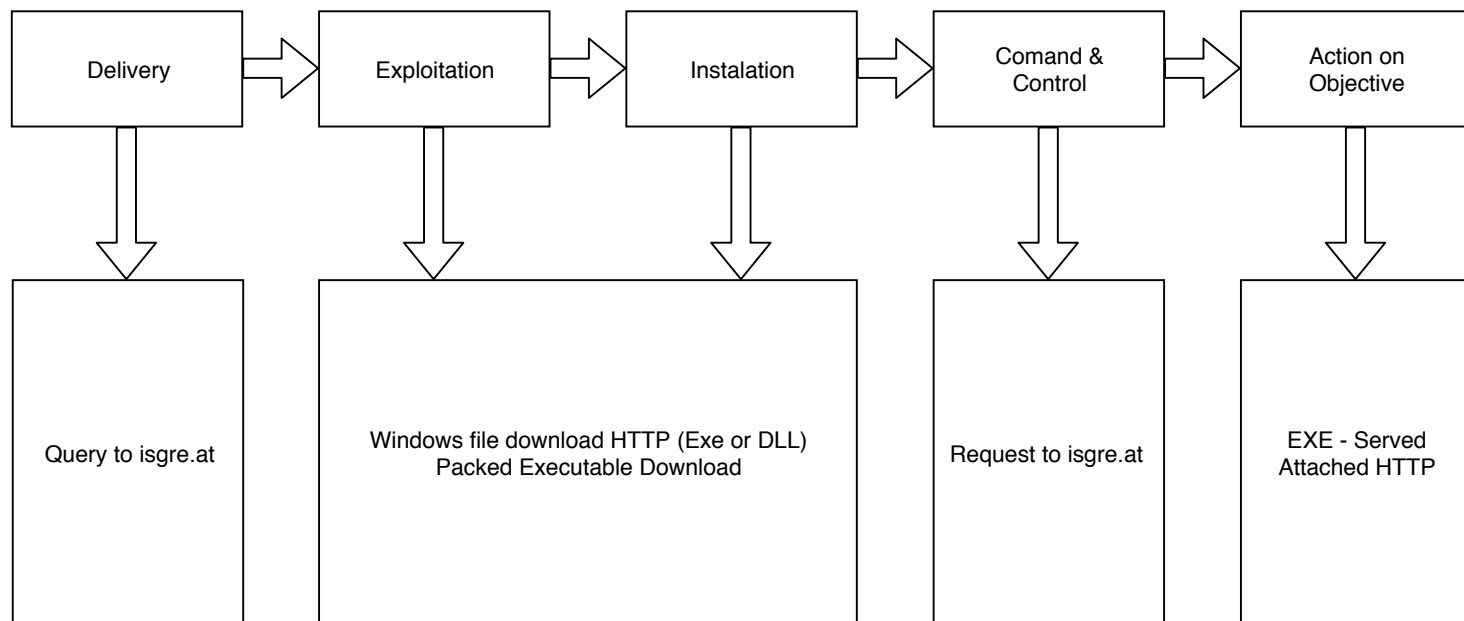 Delivery
Exploitation
Instalation
Comand &
Control
Action on
Objective
Query to isgre.at
Windows file download HTTP (Exe or DLL)
Packed Executable Download
Request to isgre.at
EXE - Served
Attached HTTP